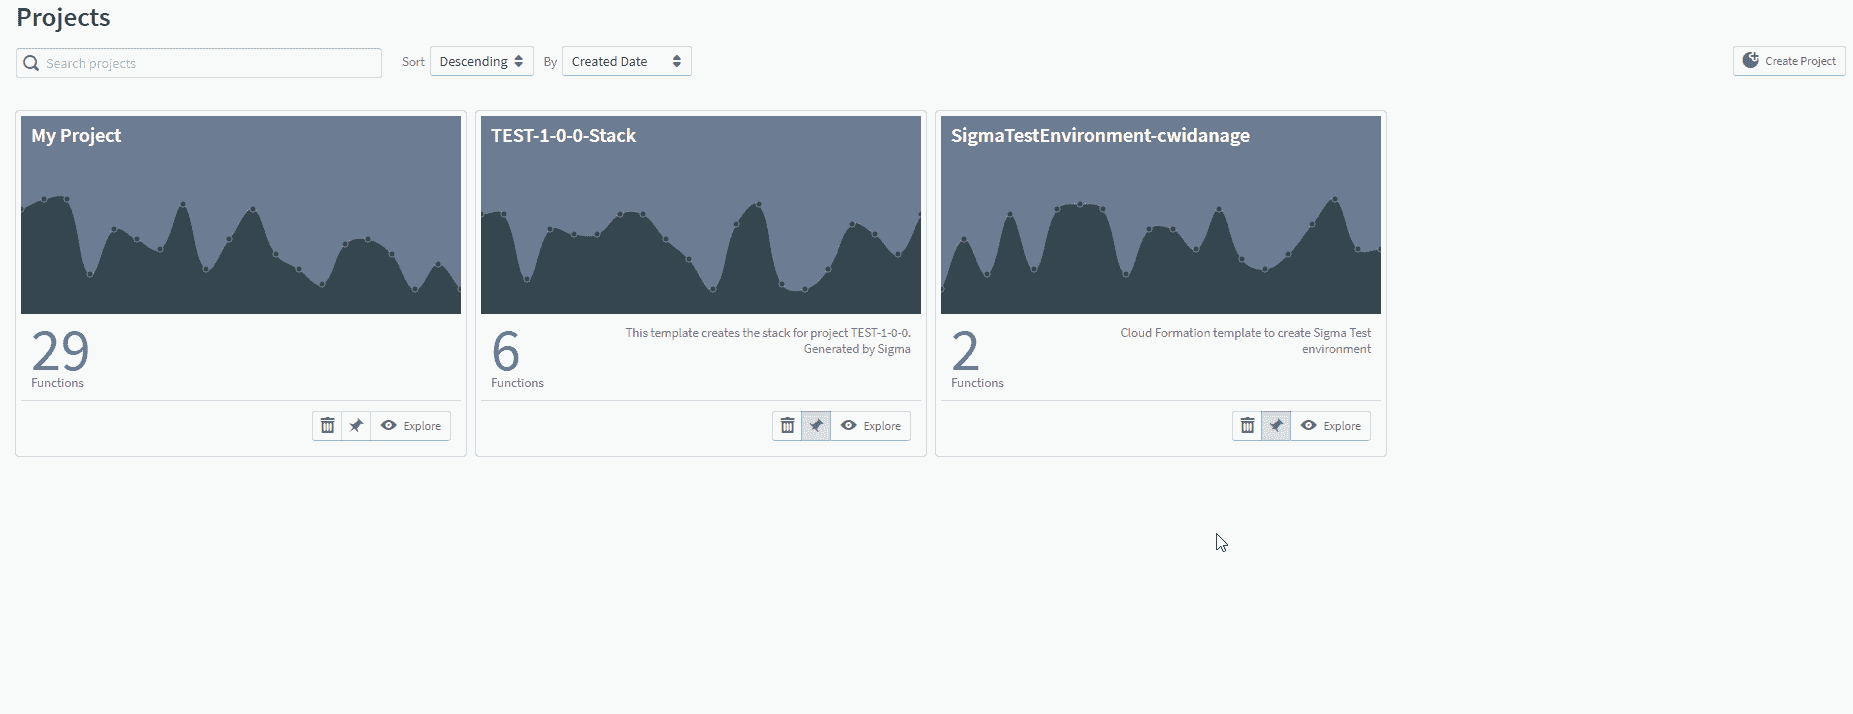 Projects
Search projects
Sort Descending By Created Date
Create Project
My Project
29
Functions
Explore
TEST-1-0-0-Stack
6
Functions
This template creates the stack for project TEST-1-0-0.
Generated by Sigma
Explore
SigmaTestEnvironment-cwidanage
2
Functions
Cloud Formation template to create Sigma Test
environment
Explore